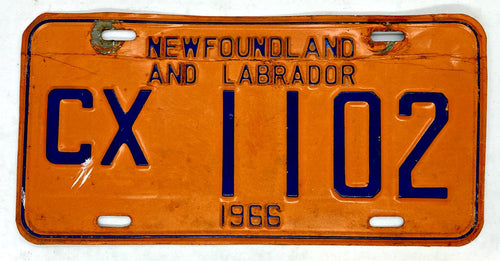 NEWFOUNDLAND
AND LABRADOR
CX 1102
1966